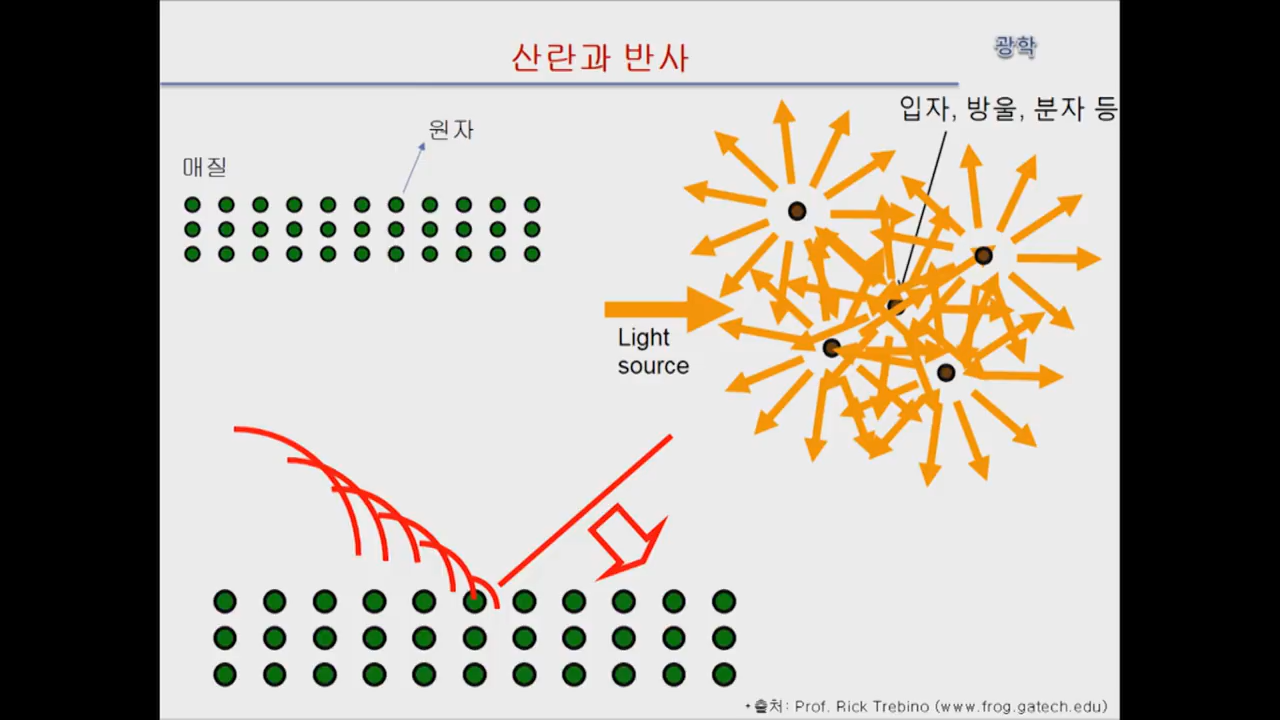 산란과 반사
광학
입자, 방울, 분자 등
원자
매질
Light
source
•출처: Prof. Rick Trebino (www.frog.gatech.edu)